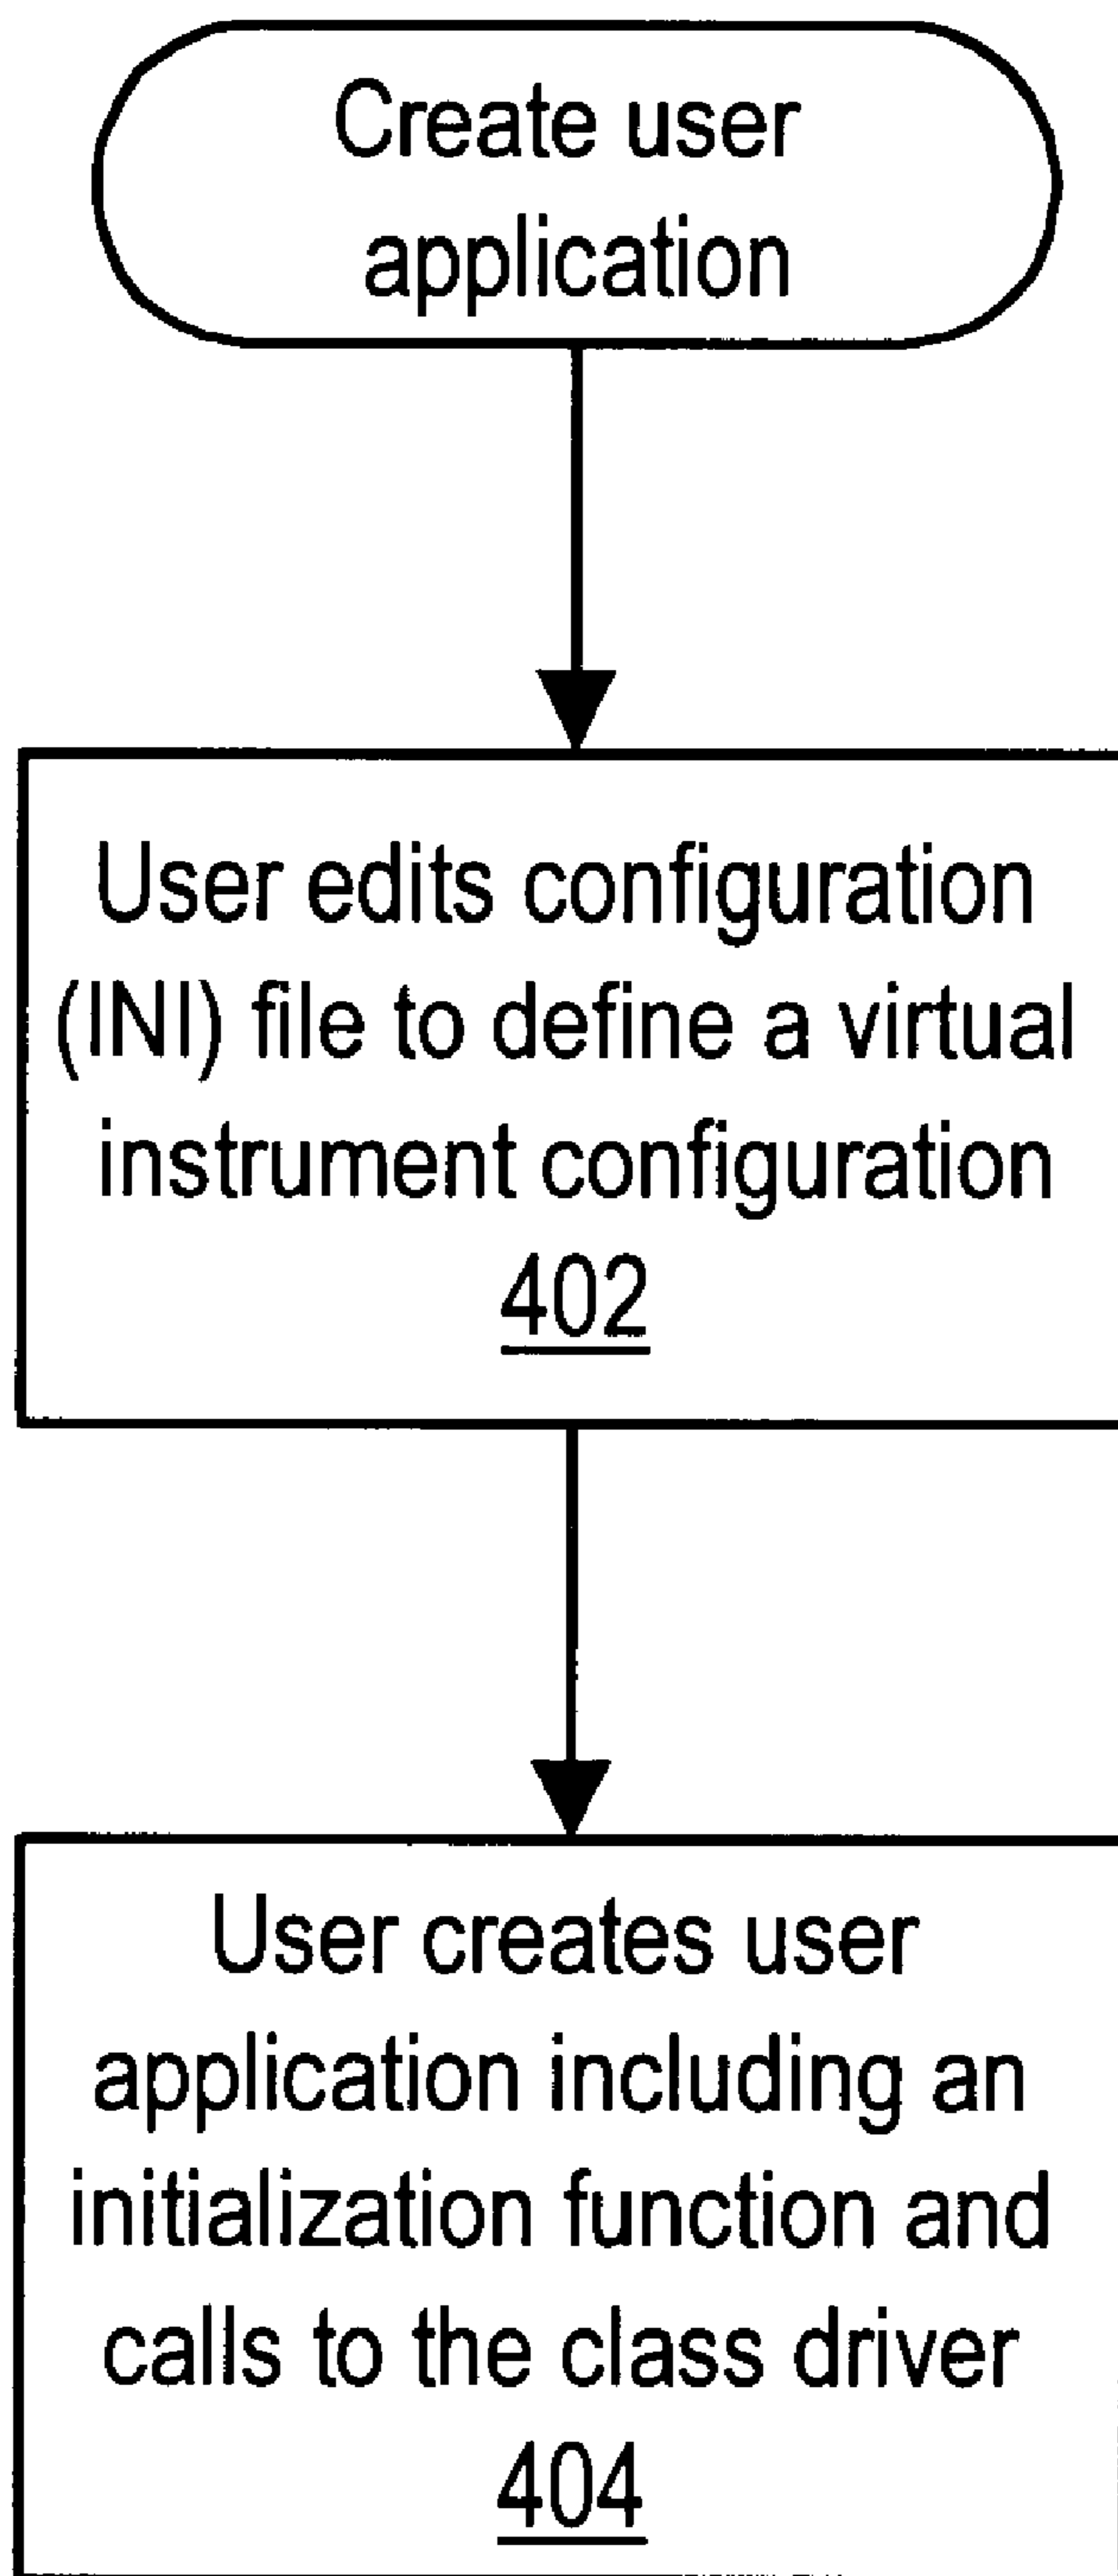 Create user
application
User edits configuration
(INI) file to define a virtual
instrument configuration
402
User creates user
application including an
initialization function and
calls to the class driver
404